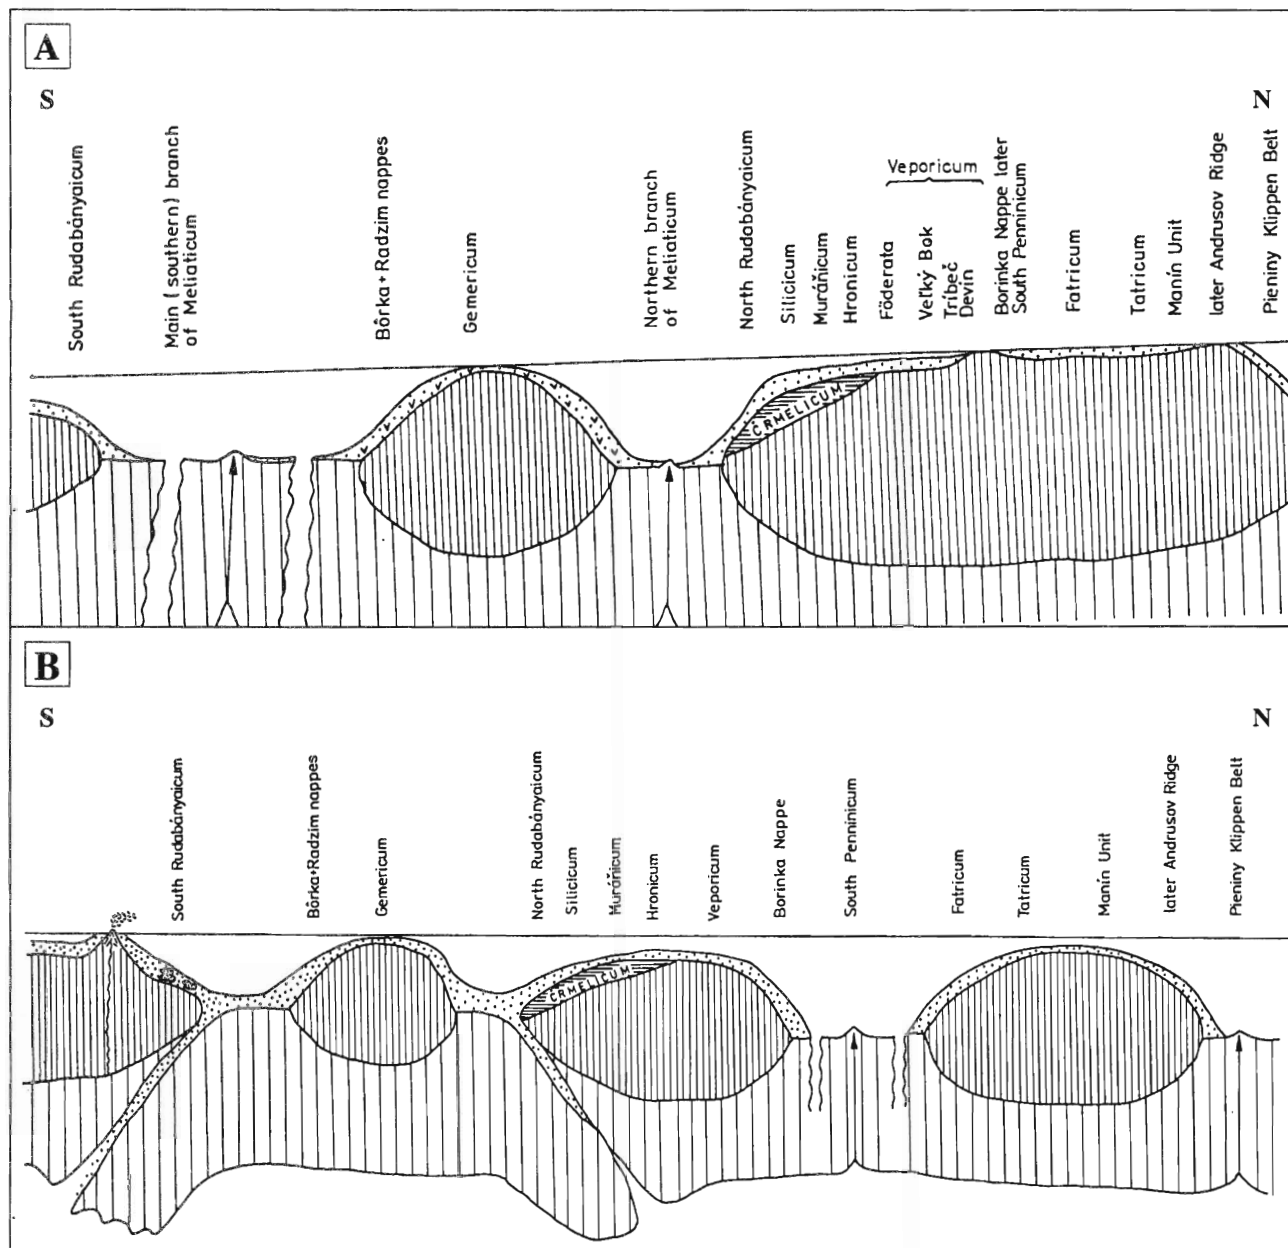 A
S
N
South Rudabányaicum
Main (southern) branch
of Meliaticum
Bôrka+Radzim nappes
Gemericum
Northern branch
of Meliaticum
North Rudabányaicum
Silicicum
Muráňicum
Hronicum
Föderata
Veporicum
Veľký Bok
Tríbeč
Devín
Borinka Nappe later
South Penninicum
Fatricum
Tatricum
Manín Unit
later Andrusov Ridge
Pieniny Klippen Belt
ČRMELICUM
B
S
N
South Rudabányaicum
Bôrka+Radzim nappes
Gemericum
North Rudabányaicum
Silicicum
Muráňicum
Hronicum
Veporicum
Borinka Nappe
South Penninicum
Fatricum
Tatricum
Manín Unit
later Andrusov Ridge
Pieniny Klippen Belt
ČRMELICUM